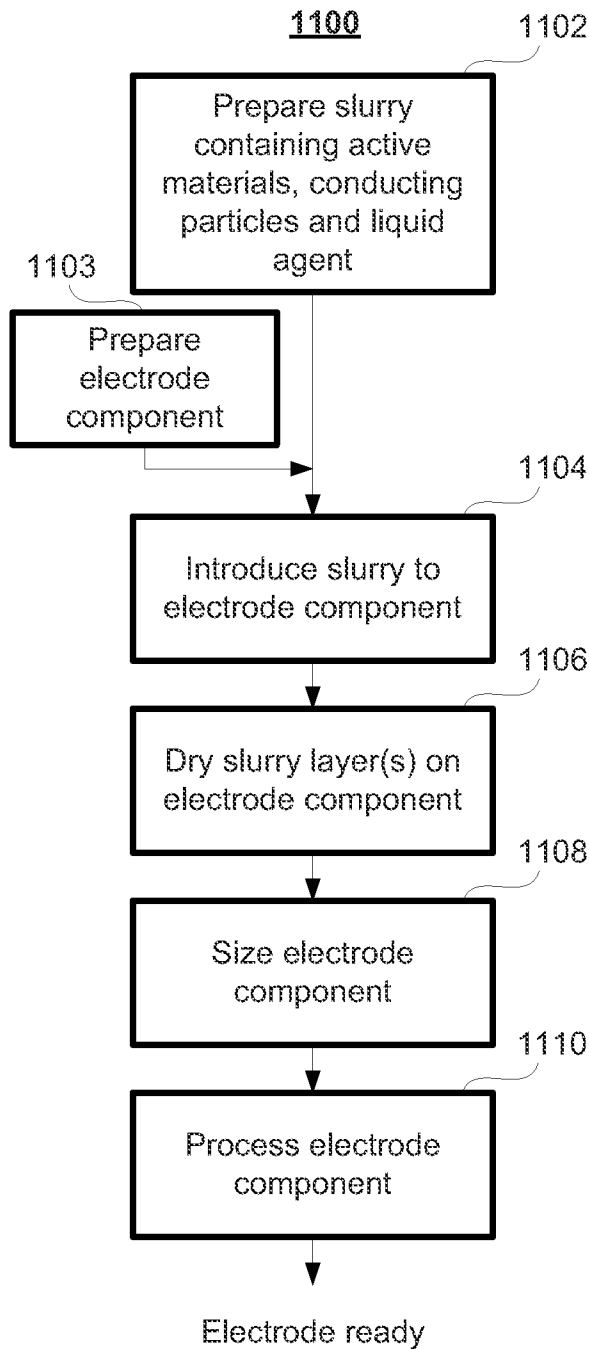 1100
1102
Prepare slurry
containing active
materials, conducting
particles and liquid
agent
1103
Prepare
electrode
component
1104
Introduce slurry to
electrode component
1106
Dry slurry layer(s) on
electrode component
1108
Size electrode
component
1110
Process electrode
component
Electrode ready